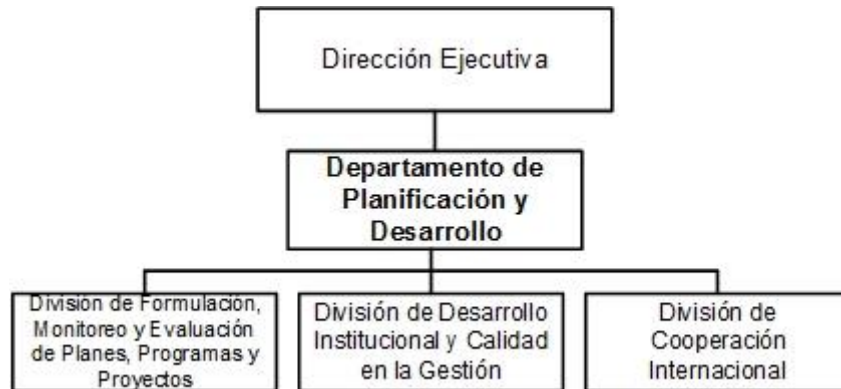 Dirección Ejecutiva
Departamento de
Planificación y
Desarrollo
División de Formulación,
Monitoreo y Evaluación
de Planes, Programas y
Proyectos
División de Desarrollo
Institucional y Calidad
en la Gestión
División de
Cooperación
Internacional